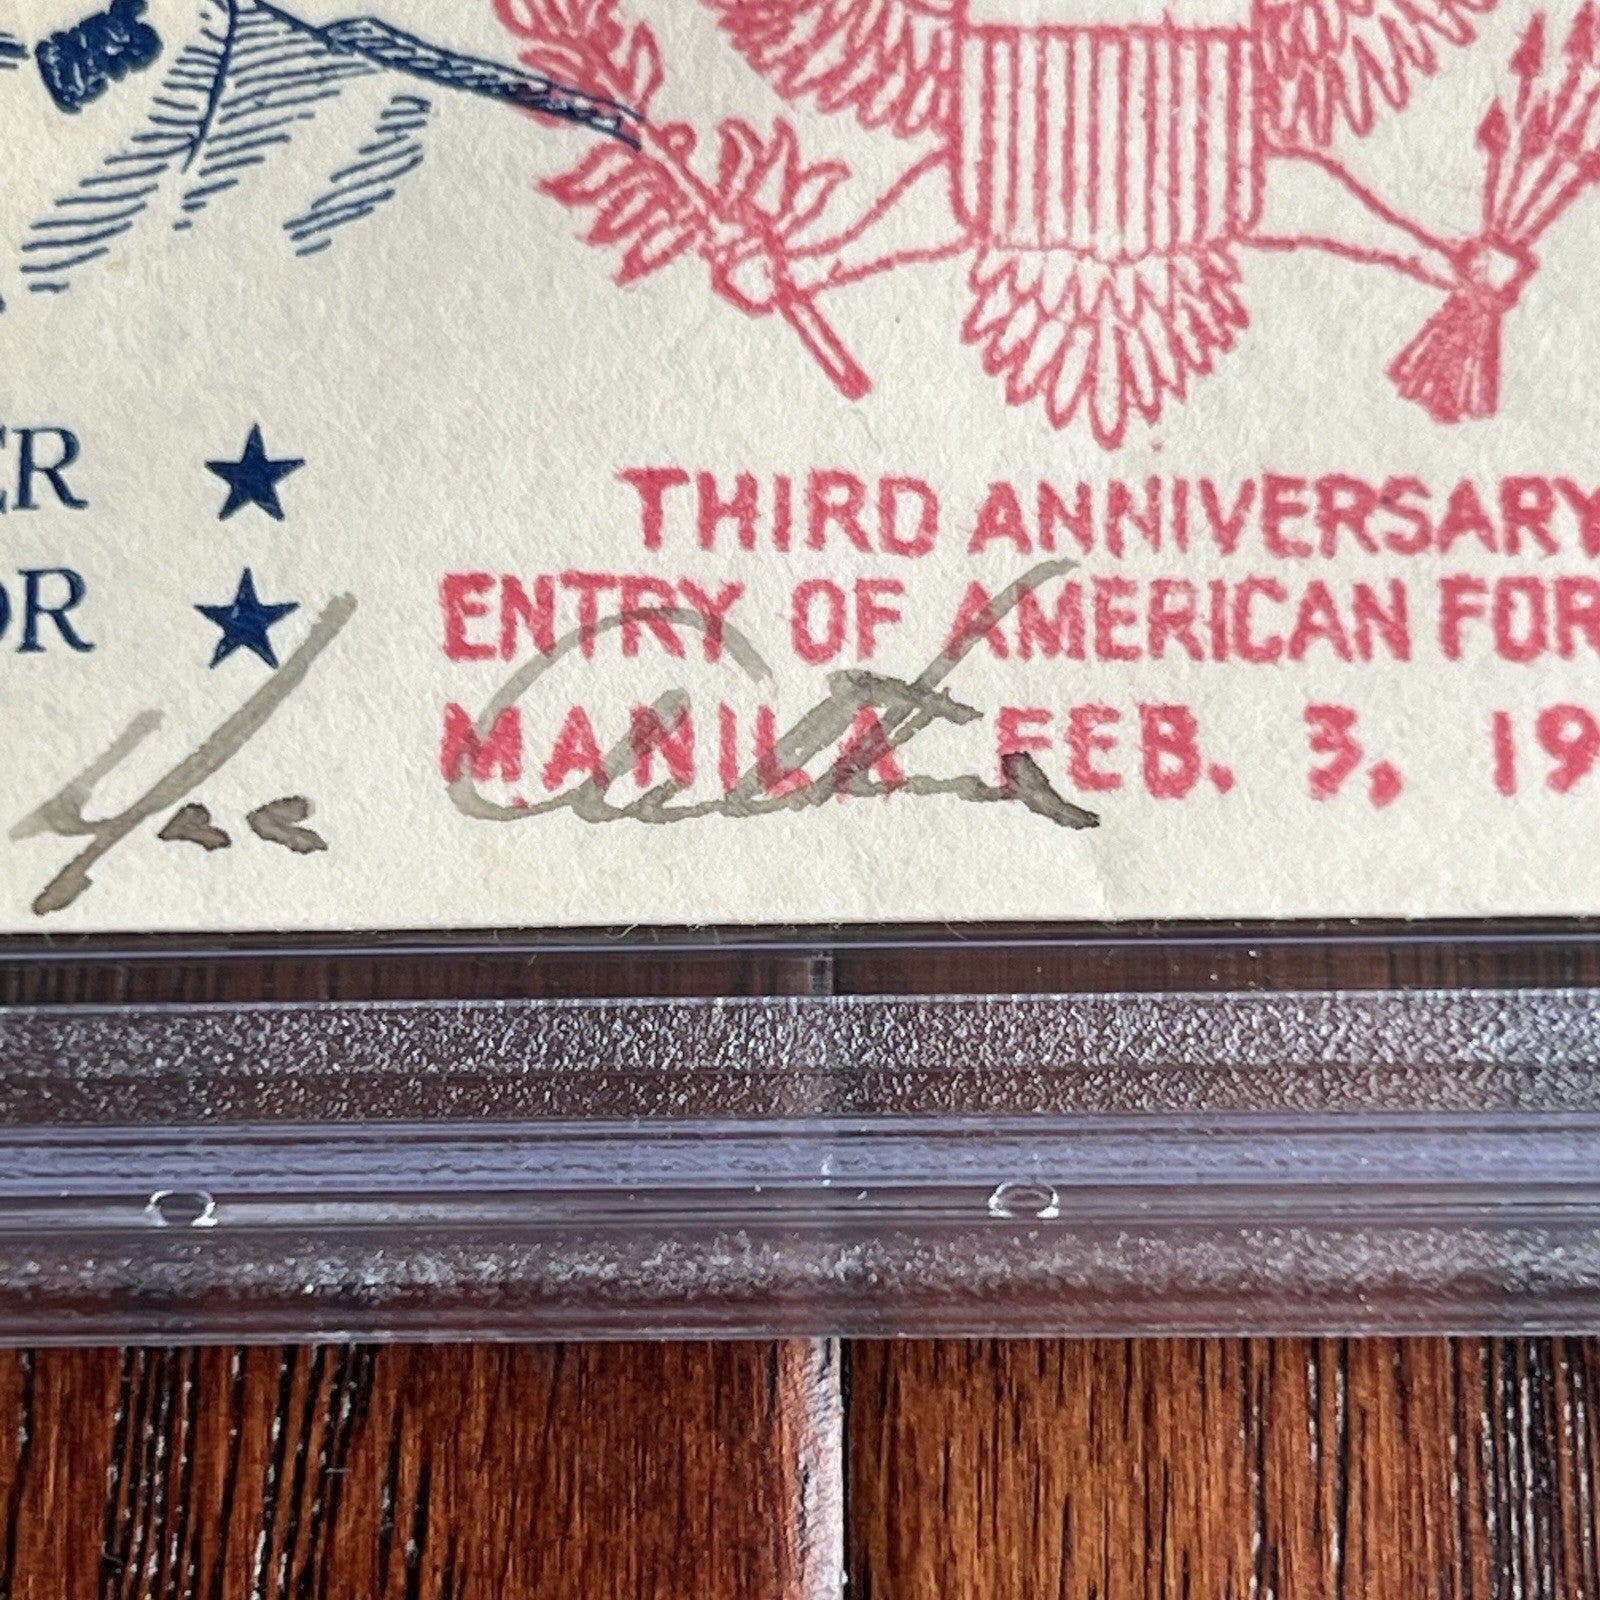 ER ★
OR ★
THIRD ANNIVERSARY
ENTRY OF AMERICAN FOR
MANILA FEB. 3, 19